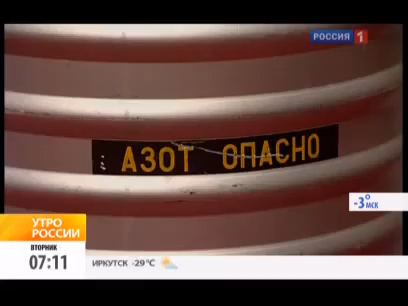 РОССИЯ 1
АЗОТ ОПАСНО
-3°
МСК
УТРО
РОССИИ
ВТОРНИК
07:11
ИРКУТСК -29°C